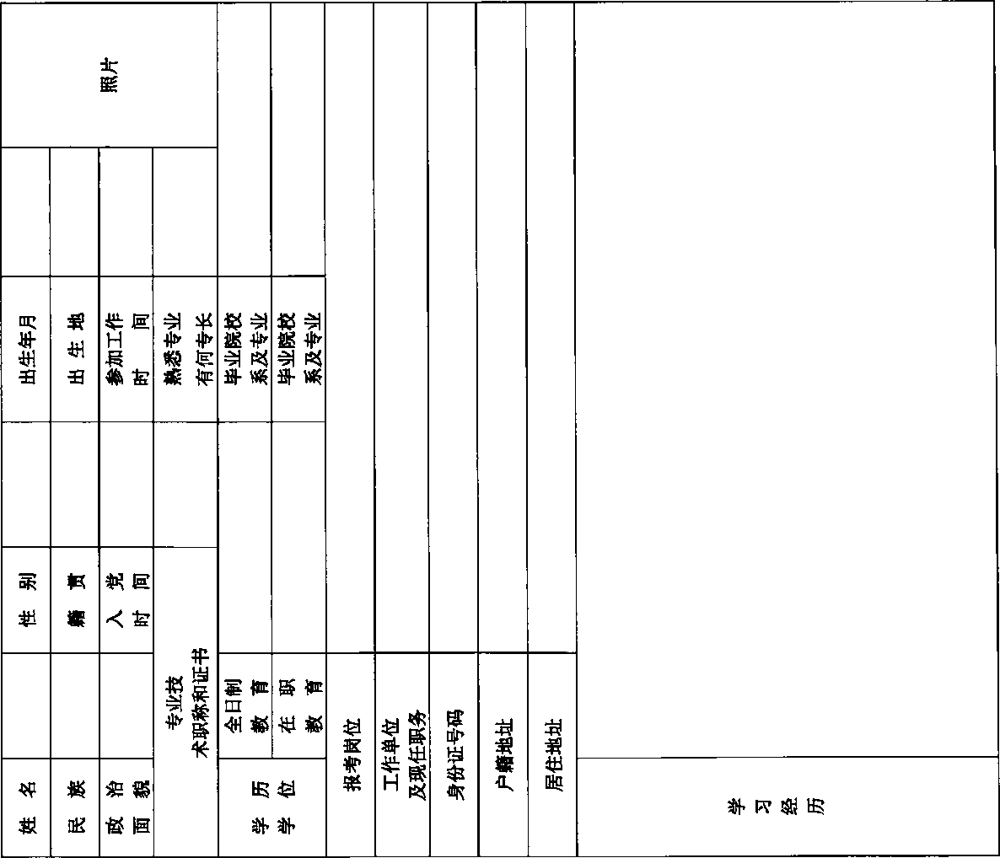 姓 名
性 别
出生年月
照片
民 族
籍 贯
出 生 地
政 治
面 貌
入 党
时 间
参加工作
时 间
专业技
术职称和证书
熟悉专业
有何专长
学 历
学 位
全日制
教 育
毕业院校
系及专业
在 职
教 育
毕业院校
系及专业
报考岗位
工作单位
及现任职务
身份证号码
户籍地址
居住地址
学
习
经
历